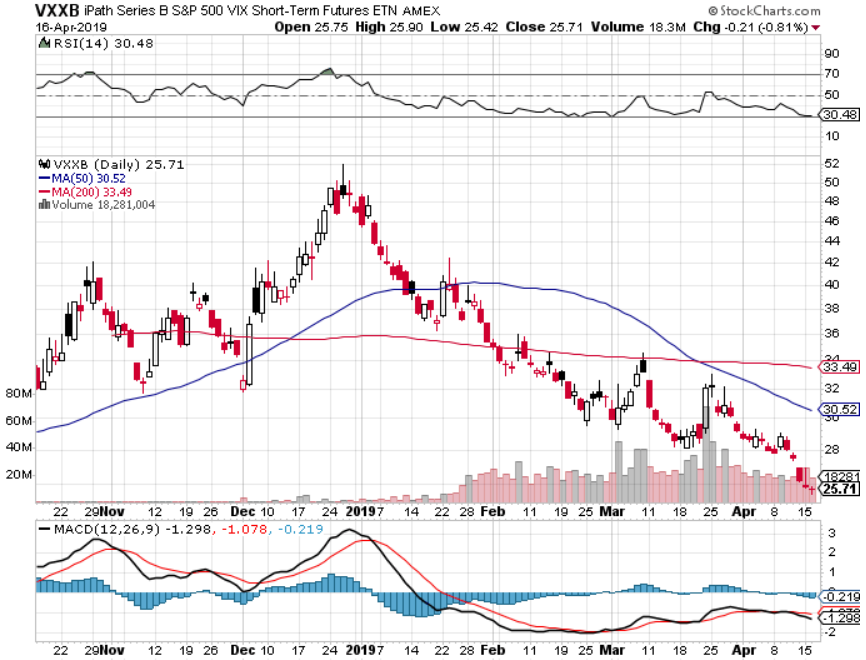 VXXB iPath Series B S&P 500 VIX Short-Term Futures ETN AMEX
© StockCharts.com
16-Apr-2019
Open 25.75 High 25.90 Low 25.42 Close 25.71 Volume 18.3M Chg -0.21 (-0.81%)
RSI(14) 30.48
90
70
50
30.48
10
VXXB (Daily) 25.71
MA(50) 30.52
MA(200) 33.49
Volume 18,281,004
52
50
48
46
44
42
40
38
36
34
33.49
32
30.52
30
28
18281
25.71
80M
60M
40M
20M
22 29 Nov 12 19 26 Dec 10 17 24 2019 7 14 22 28 Feb 11 19 25 Mar 11 18 25 Apr 8 15
MACD(12,26,9) -1.298, -1.078, -0.219
3
2
1
-0.219
-1.078
-1.298
-2
22 29 Nov 12 19 26 Dec 10 17 24 2019 7 14 22 28 Feb 11 19 25 Mar 11 18 25 Apr 8 15